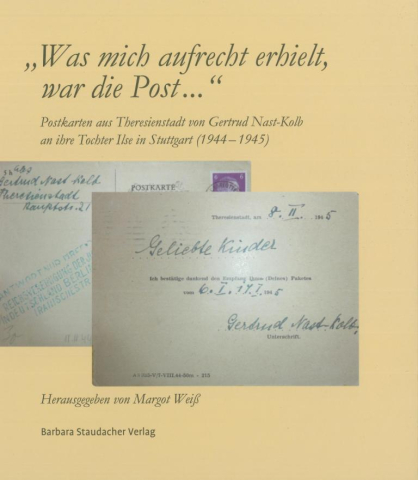 „Was mich aufrecht erhielt,
war die Post...“
Postkarten aus Theresienstadt von Gertrud Nast-Kolb
an ihre Tochter Ilse in Stuttgart (1944–1945)
Gertrud Nast-Kolb
Theresienstadt
POSTKARTE
6
Theresienstadt, am 8. II. 1945
Geliebte Kinder
Ich bestätige dankend den Empfang Ihres (Deines) Paketes
vom 6. I. 17. I. 1945
Gertrud Nast-Kolb
Unterschrift.
Herausgegeben von Margot Weiß
Barbara Staudacher Verlag